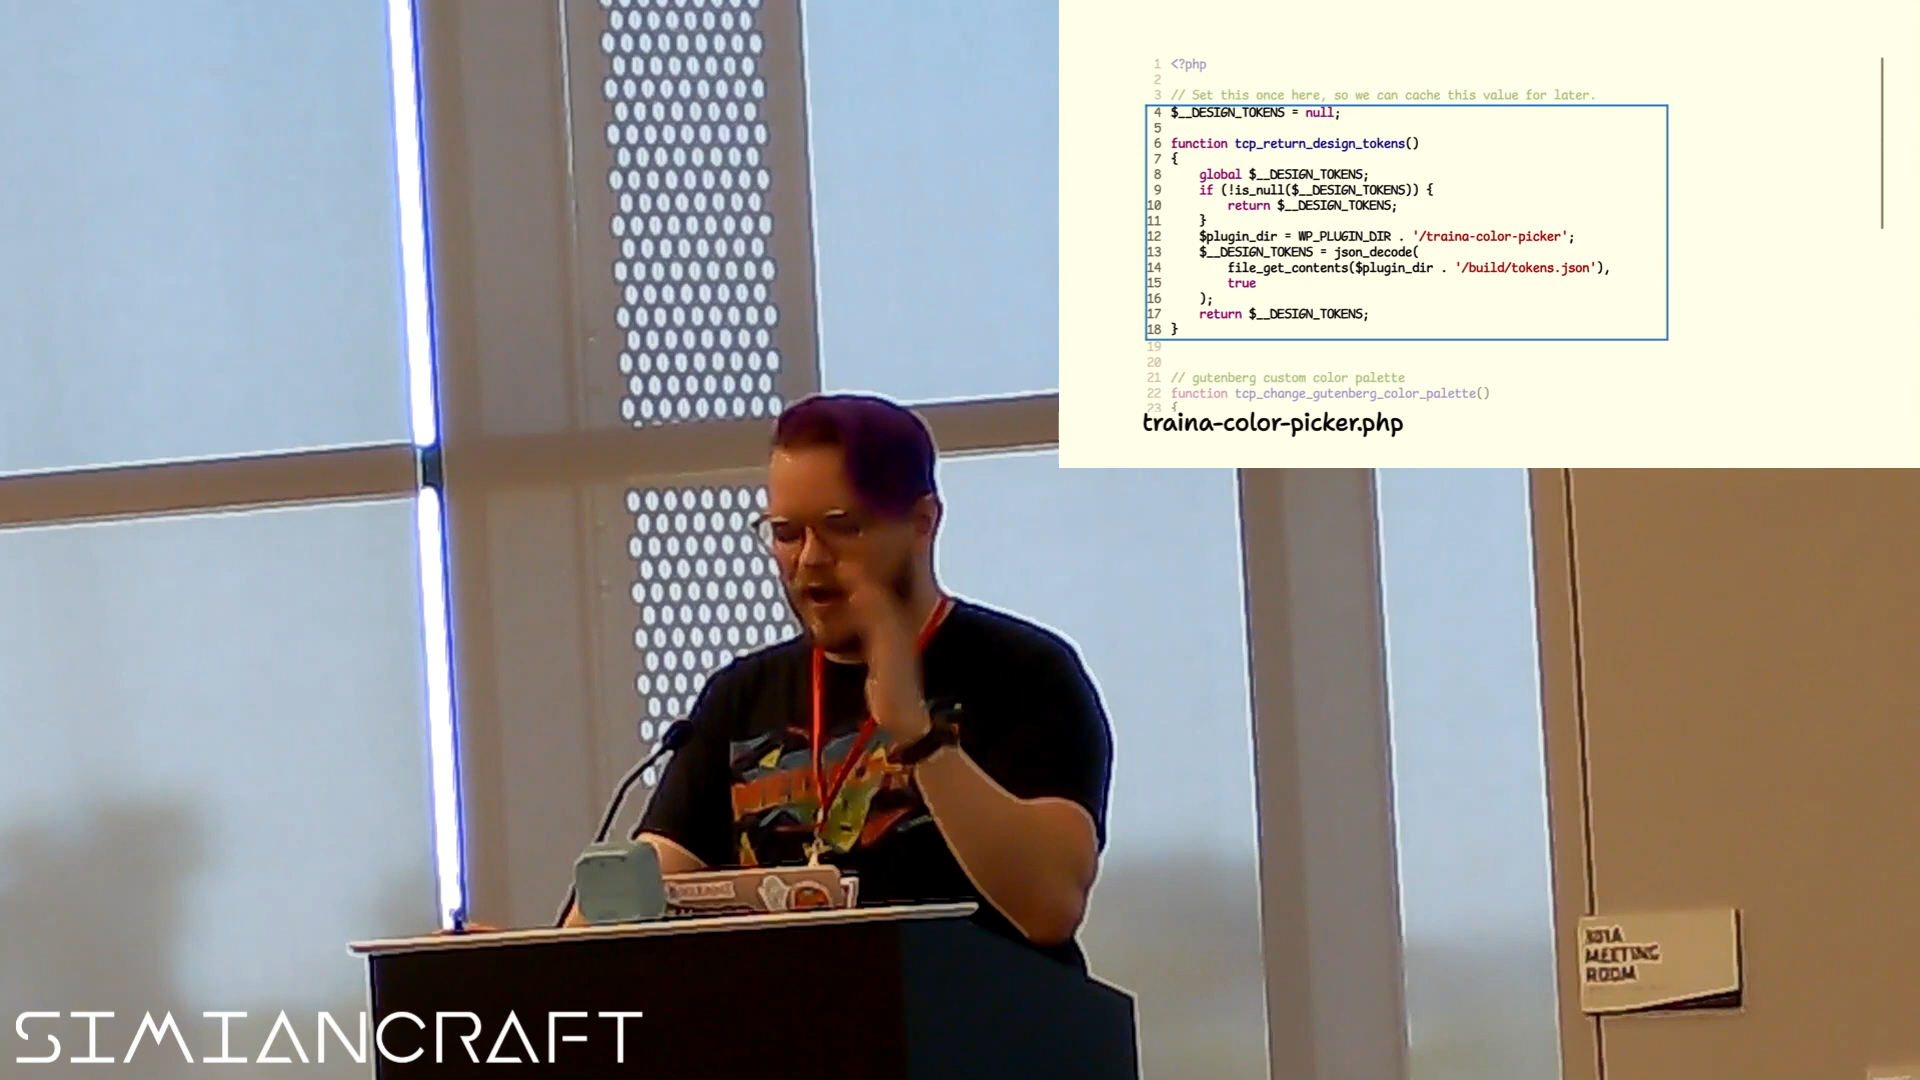 1 <?php
2
3 // Set this once here, so we can cache this value for later.
4 $__DESIGN_TOKENS = null;
5
6 function tcp_return_design_tokens()
7 {
8 global $__DESIGN_TOKENS;
9 if (!is_null($__DESIGN_TOKENS)) {
10 return $__DESIGN_TOKENS;
11 }
12 $plugin_dir = WP_PLUGIN_DIR . '/traina-color-picker';
13 $__DESIGN_TOKENS = json_decode(
14 file_get_contents($plugin_dir . '/build/tokens.json'),
15 true
16 );
17 return $__DESIGN_TOKENS;
18 }
19
20
21 // gutenberg custom color palette
22 function tcp_change_gutenberg_color_palette()
23 {
traina-color-picker.php
301A
MEETING
ROOM
SIMIANCRAFT